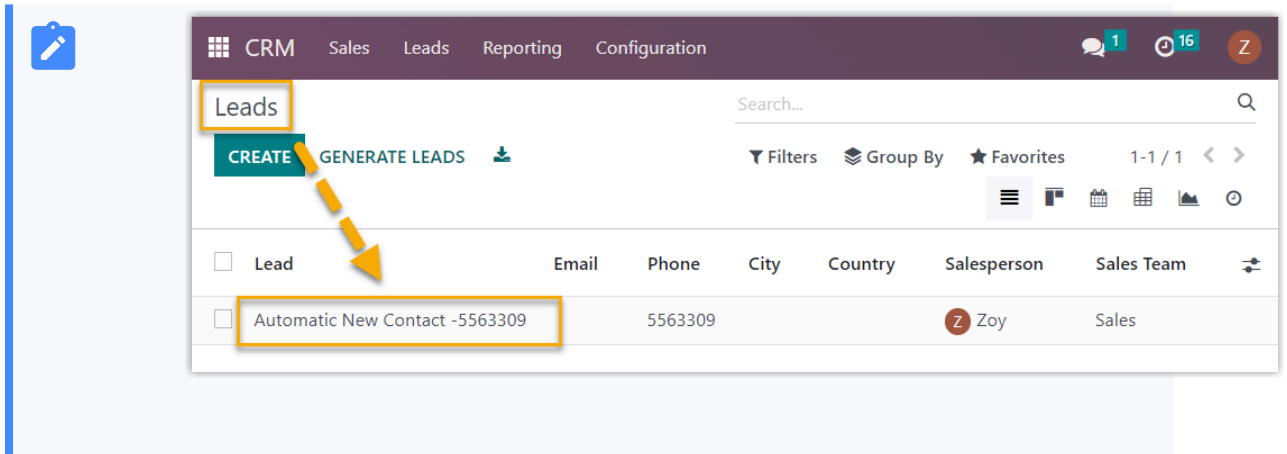 CRM Sales Leads Reporting Configuration 1 16 Z
Leads Search...
CREATE GENERATE LEADS Filters Group By Favorites 1-1 / 1
Lead Email Phone City Country Salesperson Sales Team
Automatic New Contact -5563309 5563309 Z Zoy Sales